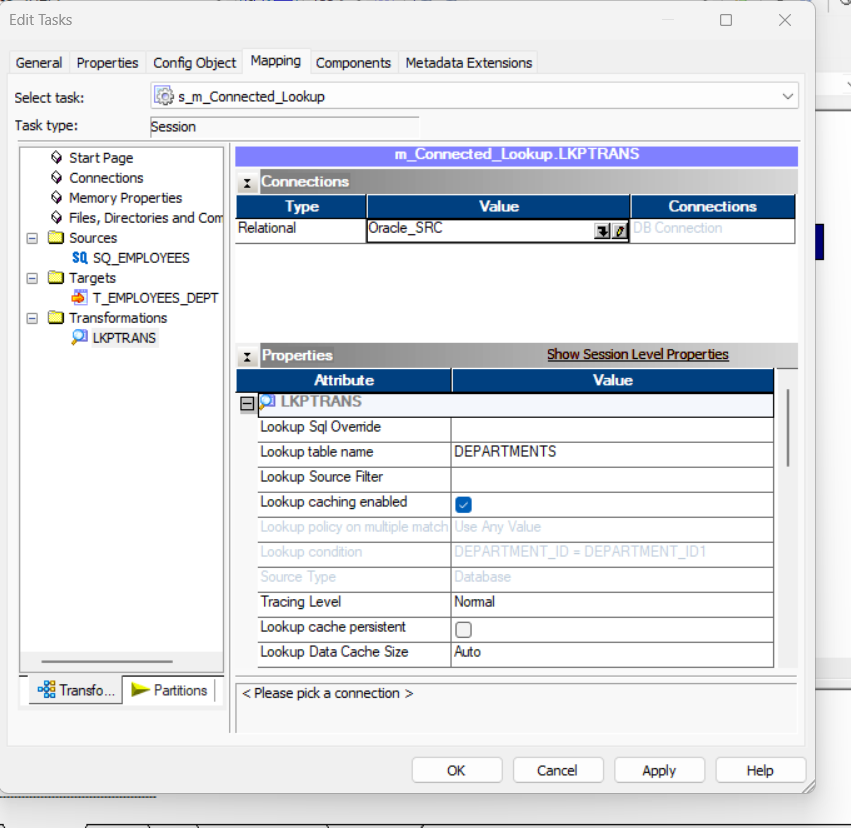 Edit Tasks
General Properties Config Object Mapping Components Metadata Extensions
Select task: s_m_Connected_Lookup
Task type: Session
Start Page
Connections
Memory Properties
Files, Directories and Com
Sources
SQ SQ_EMPLOYEES
Targets
T_EMPLOYEES_DEPT
Transformations
LKPTRANS
Transfo... Partitions
m_Connected_Lookup.LKPTRANS
Connections
Type Value Connections
Relational Oracle_SRC DB Connection
Properties Show Session Level Properties
Attribute Value
LKPTRANS
Lookup Sql Override
Lookup table name DEPARTMENTS
Lookup Source Filter
Lookup caching enabled
Lookup policy on multiple match Use Any Value
Lookup condition DEPARTMENT_ID = DEPARTMENT_ID1
Source Type Database
Tracing Level Normal
Lookup cache persistent
Lookup Data Cache Size Auto
< Please pick a connection >
OK Cancel Apply Help